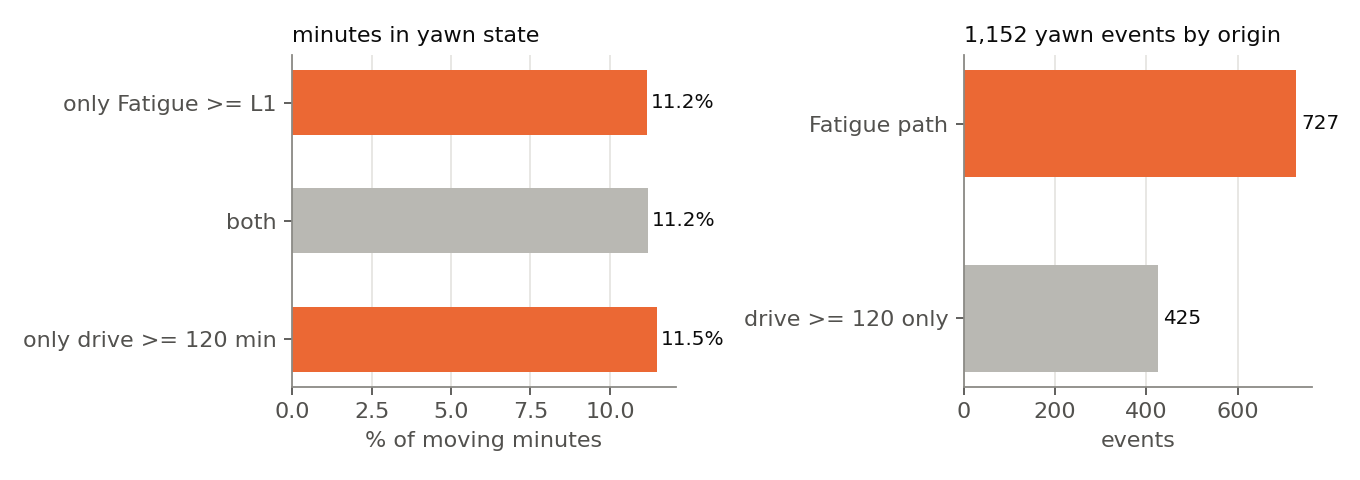 minutes in yawn state
only Fatigue >= L1
11.2%
both
11.2%
only drive >= 120 min
11.5%
0.0 2.5 5.0 7.5 10.0
% of moving minutes
1,152 yawn events by origin
Fatigue path
727
drive >= 120 only
425
0 200 400 600
events